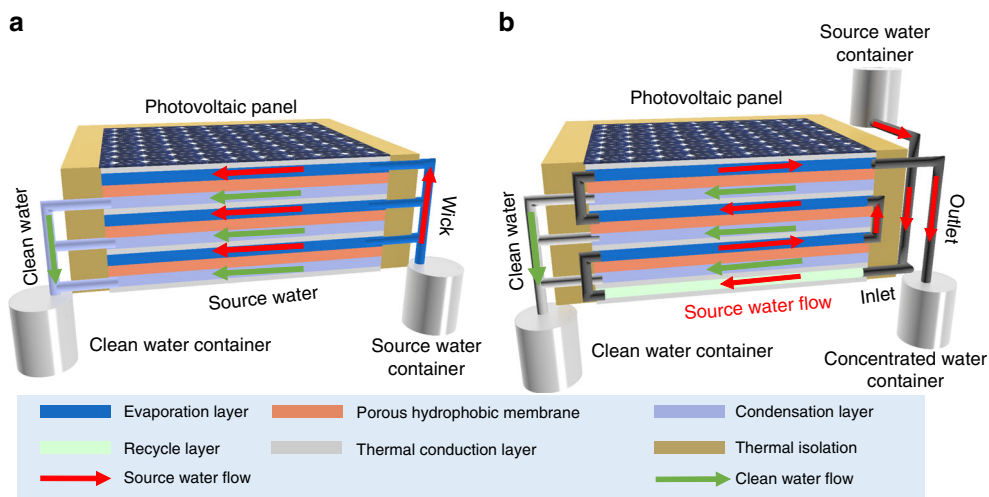 a
Photovoltaic panel
Clean water
Wick
Source water
Clean water container
Source water
container
b
Source water
container
Photovoltaic panel
Clean water
Outlet
Inlet
Source water flow
Clean water container
Concentrated water
container
Evaporation layer
Porous hydrophobic membrane
Condensation layer
Recycle layer
Thermal conduction layer
Thermal isolation
Source water flow
Clean water flow